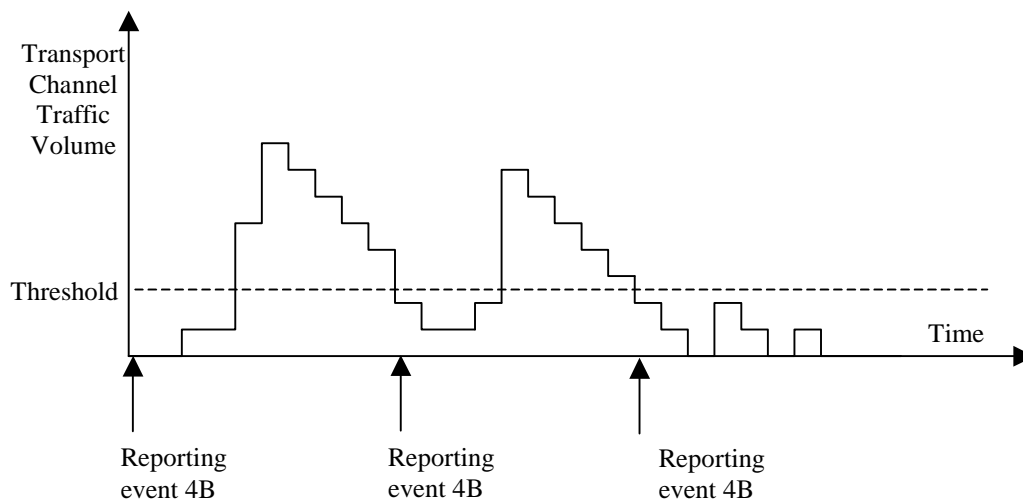 Transport
Channel
Traffic
Volume
Threshold
Time
Reporting
event 4B
Reporting
event 4B
Reporting
event 4B